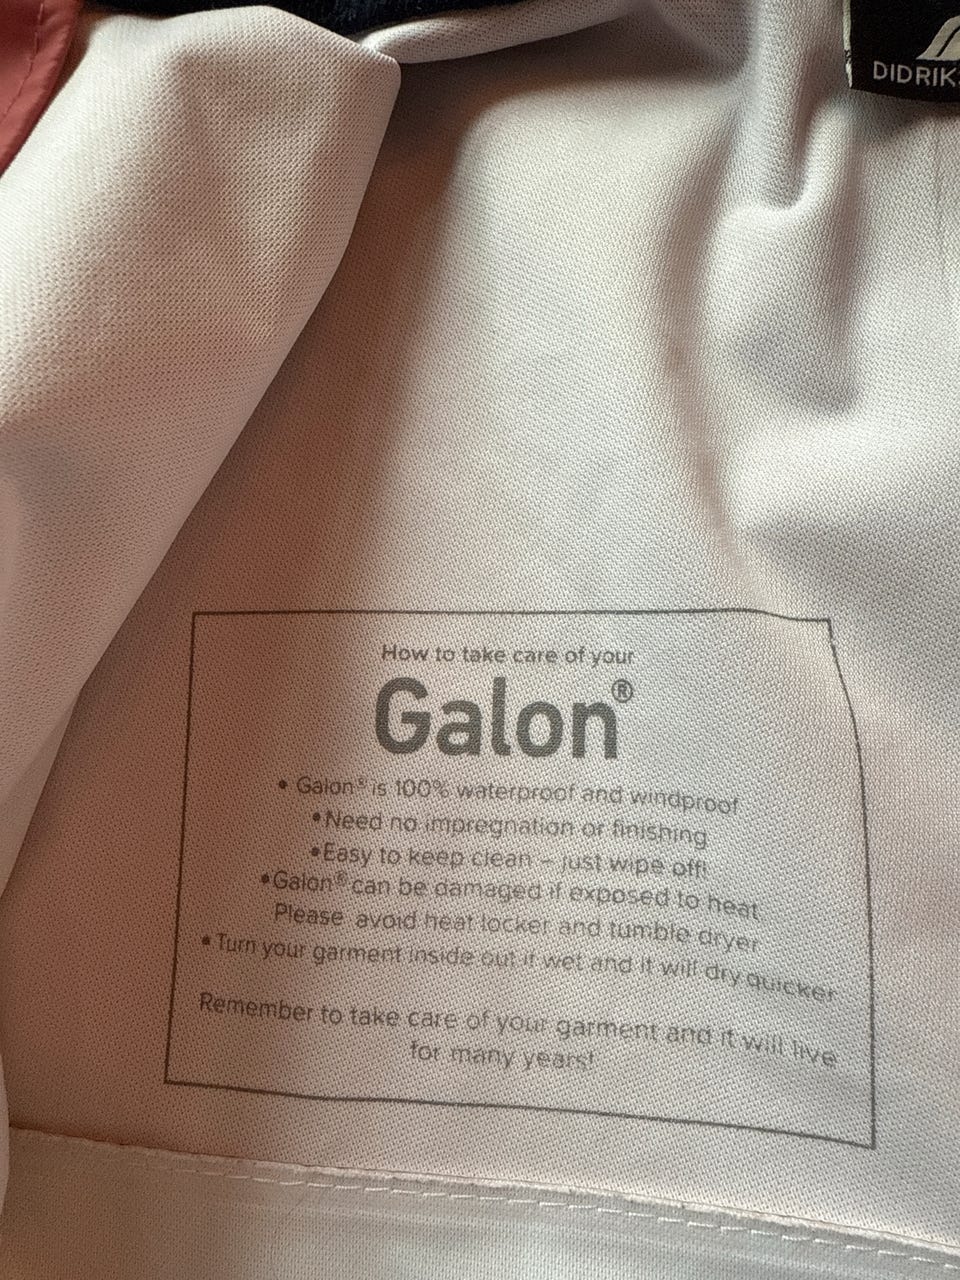 DIDRIK
How to take care of your
Galon®
• Galon® is 100% waterproof and windproof
•Need no impregnation or finishing
•Easy to keep clean – just wipe off!
•Galon® can be damaged if exposed to heat
Please avoid heat locker and tumble dryer
• Turn your garment inside out if wet and it will dry quicker
Remember to take care of your garment and it will live
for many years!